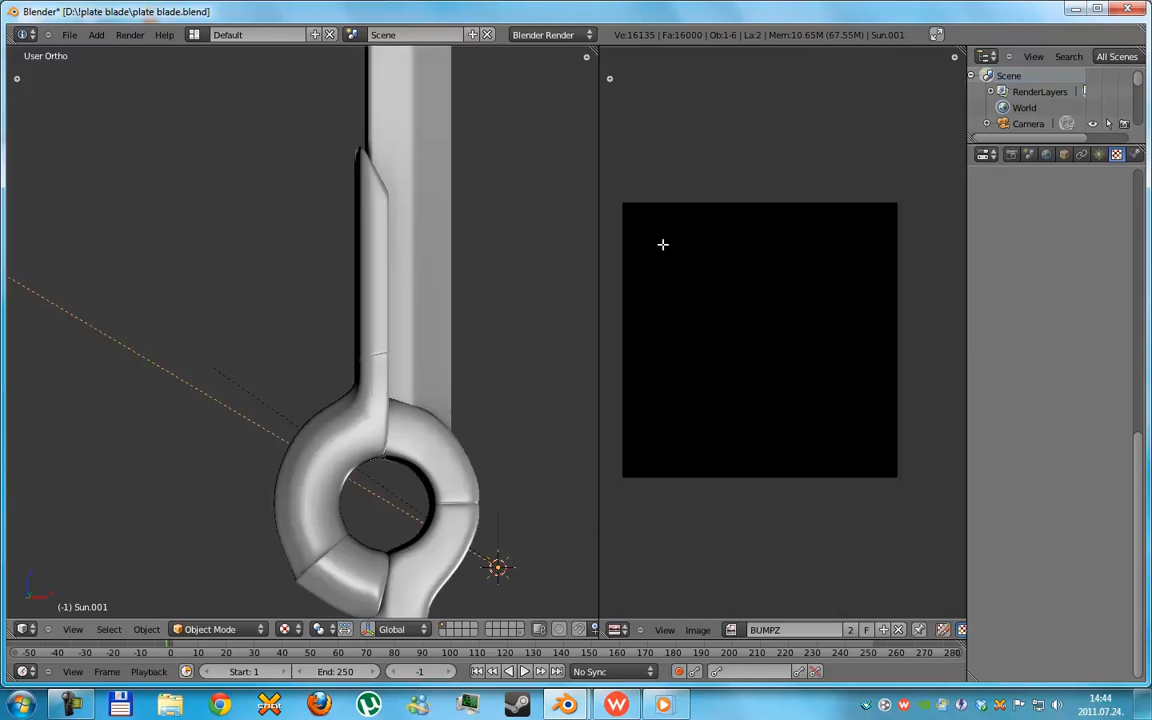 Blender* [D:\!plate blade\plate blade.blend]
File Add Render Help Default Scene Blender Render Ve:16135 | Fa:16000 | Ob:1-6 | La:2 | Mem:10.65M (67.55M) | Sun.001
User Ortho
View Search All Scenes
Scene
RenderLayers
World
Camera
(-1) Sun.001
View Select Object Object Mode Global
View Image BUMPZ 2 F
-50 -40 -30 -20 -10 0 10 20 30 40 50 60 70 80 90 100 110 120 130 140 150 160 170 180 190 200 210 220 230 240 250 260 270 280
View Frame Playback Start: 1 End: 250 -1 No Sync
14:44
2011.07.24.